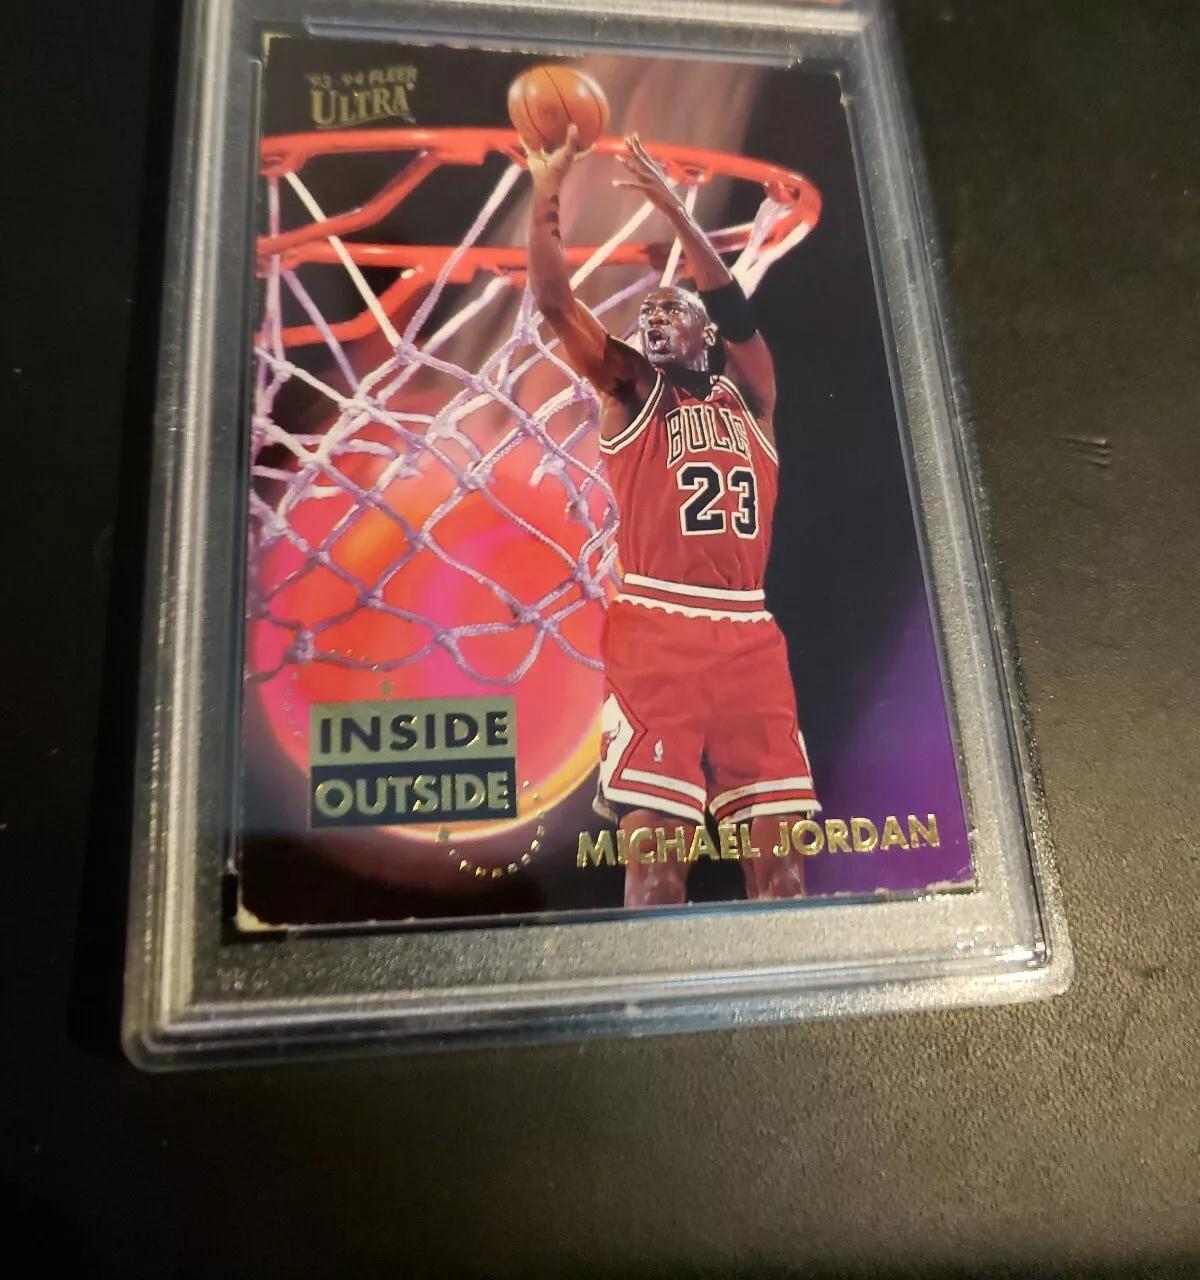 '93-'94 FLEER
ULTRA®
BULLS
23
INSIDE
OUTSIDE
MICHAEL JORDAN